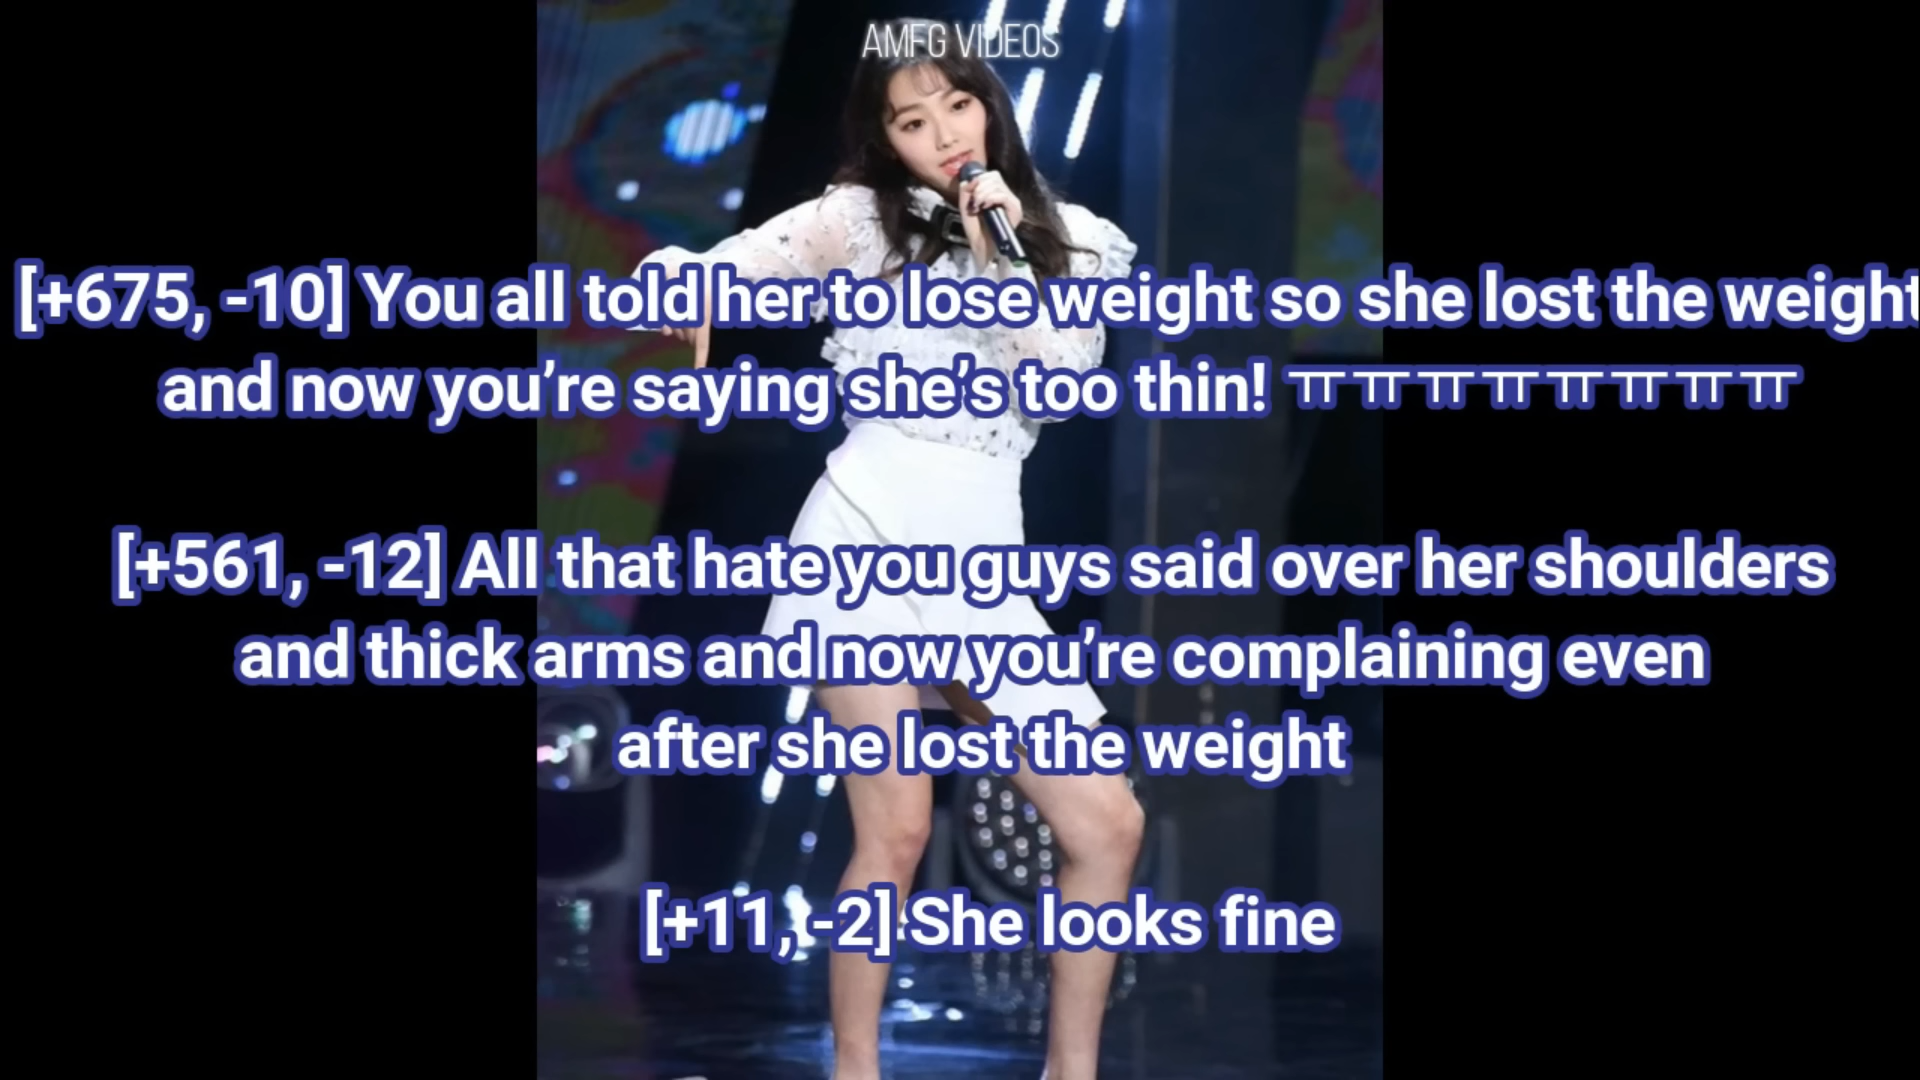 AMFG VIDEOS
[+675, -10] You all told her to lose weight so she lost the weight
and now you’re saying she’s too thin! ㅠㅠㅠㅠㅠㅠㅠㅠ
[+561, -12] All that hate you guys said over her shoulders
and thick arms and now you’re complaining even
after she lost the weight
[+11, -2] She looks fine